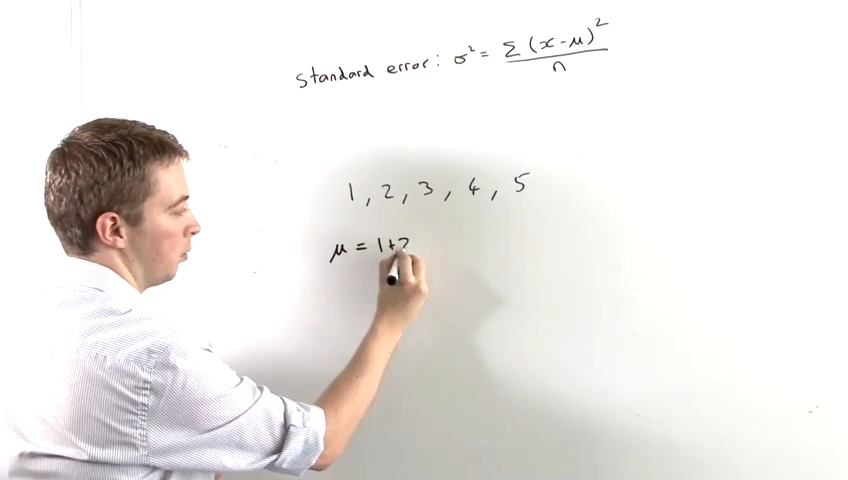 standard error: σ² = Σ(x-μ)² / n
1, 2, 3, 4, 5
μ = 1+2